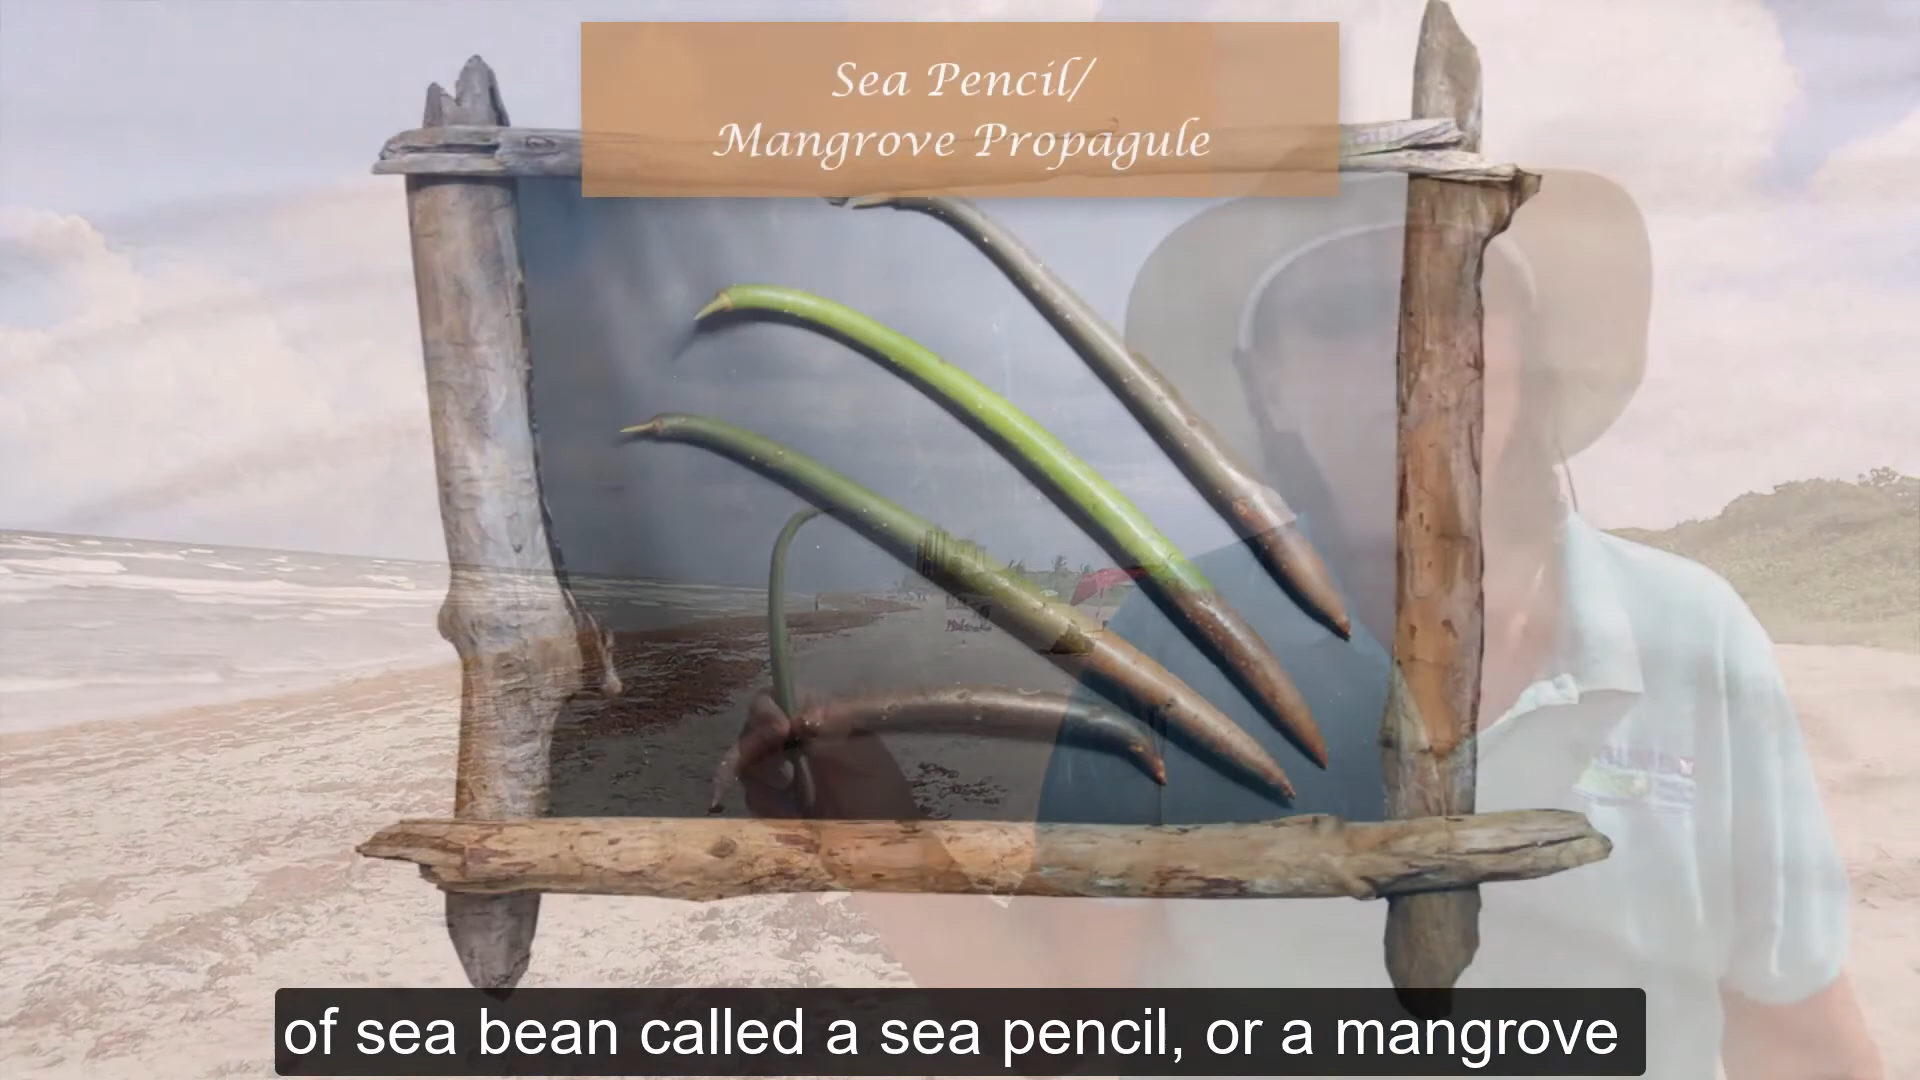 Sea Pencil/
Mangrove Propagule
of sea bean called a sea pencil, or a mangrove